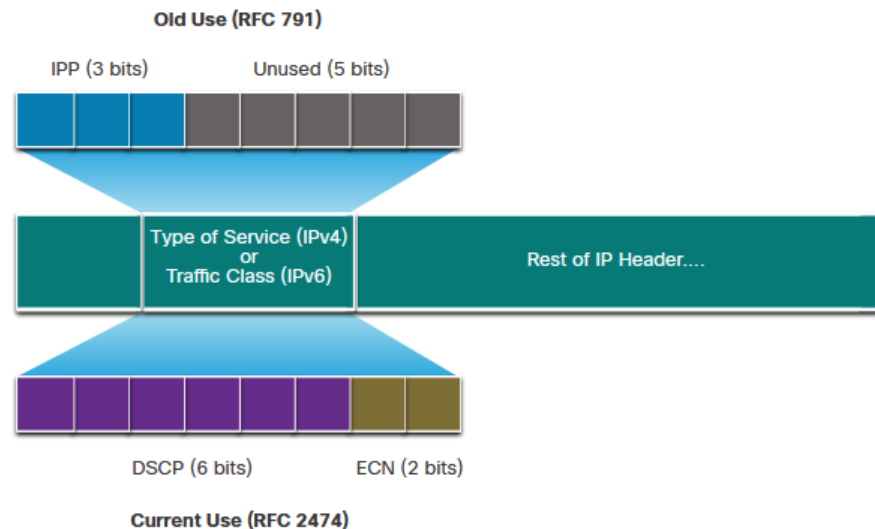 Old Use (RFC 791)
IPP (3 bits)
Unused (5 bits)
Type of Service (IPv4)
or
Traffic Class (IPv6)
Rest of IP Header....
DSCP (6 bits)
ECN (2 bits)
Current Use (RFC 2474)